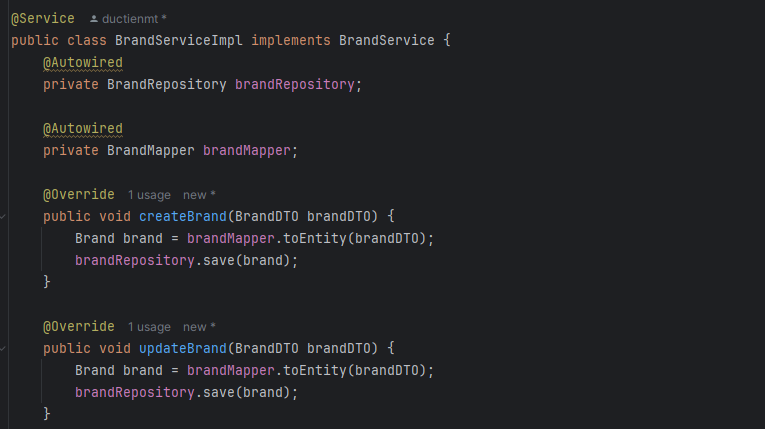 @Service ductienmt *
public class BrandServiceImpl implements BrandService {
@Autowired
private BrandRepository brandRepository;
@Autowired
private BrandMapper brandMapper;
@Override 1 usage new *
public void createBrand(BrandDTO brandDTO) {
Brand brand = brandMapper.toEntity(brandDTO);
brandRepository.save(brand);
}
@Override 1 usage new *
public void updateBrand(BrandDTO brandDTO) {
Brand brand = brandMapper.toEntity(brandDTO);
brandRepository.save(brand);
}